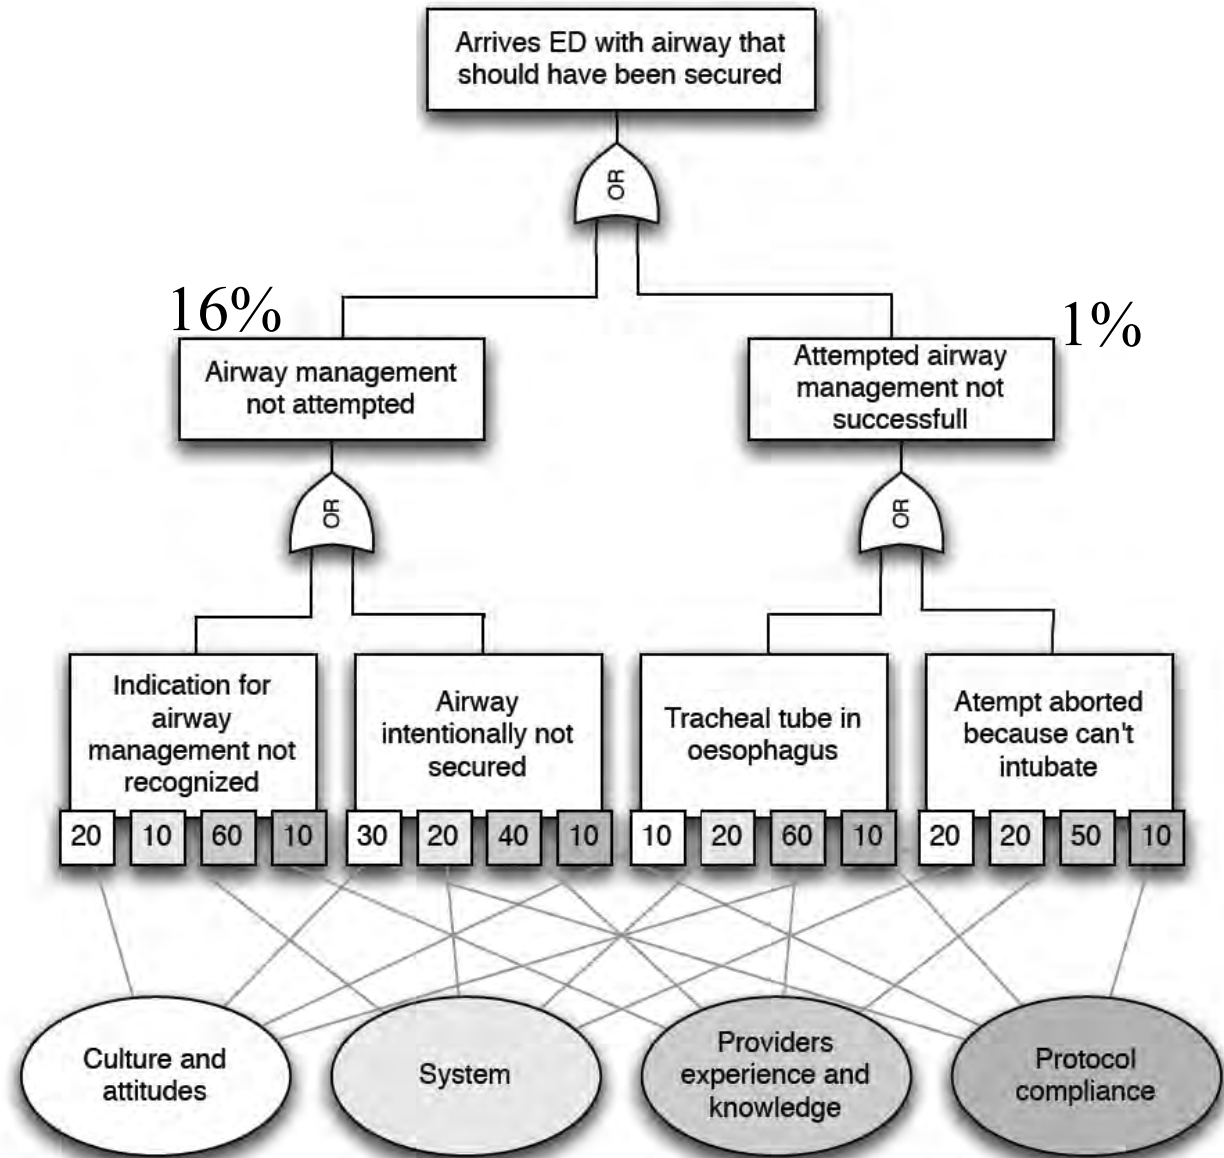 Arrives ED with airway that
should have been secured
OR
16%
1%
Airway management
not attempted
Attempted airway
management not
successfull
OR
OR
Indication for
airway
management not
recognized
Airway
intentionally not
secured
Tracheal tube in
oesophagus
Atempt aborted
because can't
intubate
20 10 60 10 30 20 40 10 10 20 60 10 20 20 50 10
Culture and
attitudes
System
Providers
experience and
knowledge
Protocol
compliance